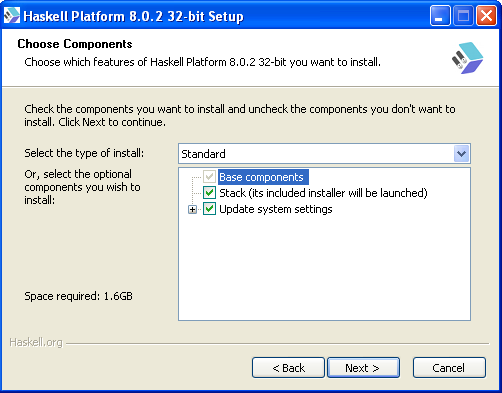 Haskell Platform 8.0.2 32-bit Setup
Choose Components
Choose which features of Haskell Platform 8.0.2 32-bit you want to install.
Check the components you want to install and uncheck the components you don't want to
install. Click Next to continue.
Select the type of install:
Standard
Or, select the optional
components you wish to
install:
Base components
Stack (its included installer will be launched)
Update system settings
Space required: 1.6GB
Haskell.org
< Back
Next >
Cancel